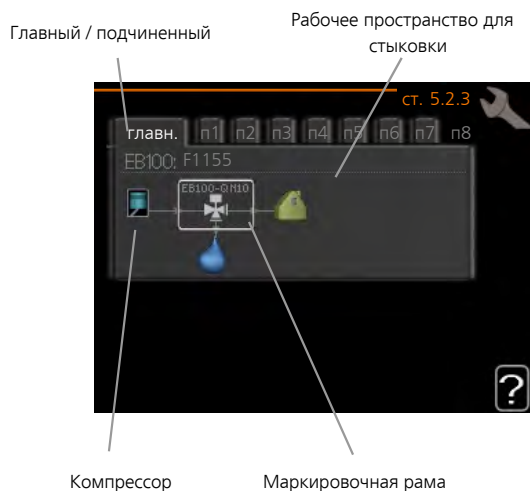 Главный / подчиненный
Рабочее пространство для
стыковки
ст. 5.2.3
главн. п1 п2 п3 п4 п5 п6 п7 п8
EB100: F1155
EB100-QN10
?
Компрессор
Маркировочная рама